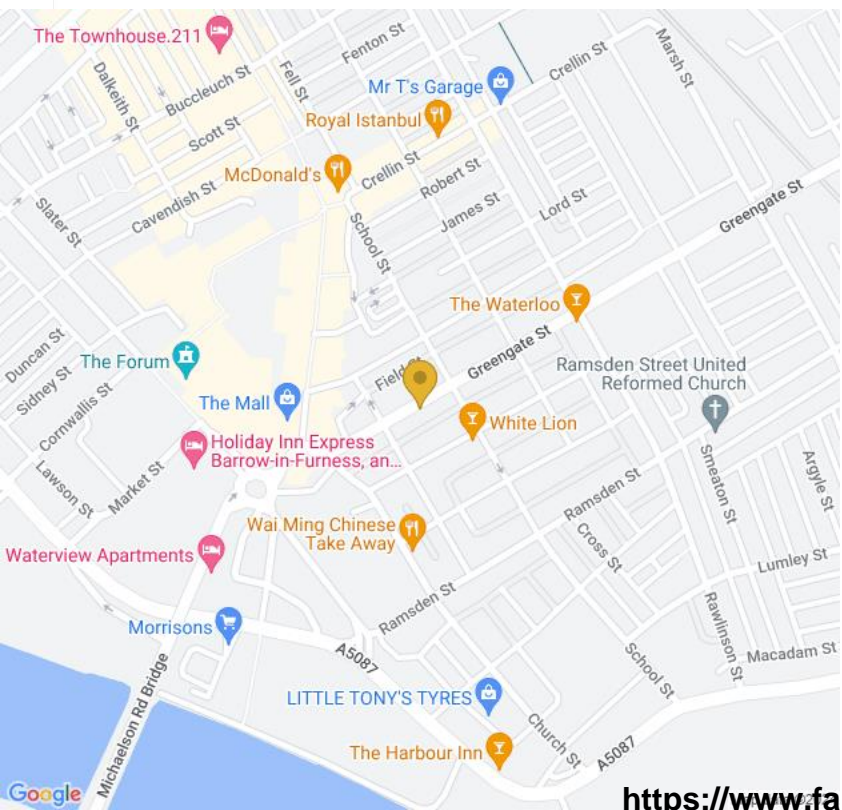 The Townhouse.211
Fenton St
Marsh St
Crellin St
Dalkeith St
Buccleuch St
Fell St
Mr T's Garage
Scott St
Royal Istanbul
McDonald's
Crellin St
Robert St
Cavendish St
Slater St
School St
James St
Lord St
Greengate St
The Waterloo
Duncan St
The Forum
Field St
Greengate St
Ramsden Street United
Reformed Church
Sidney St
The Mall
Cornwallis St
White Lion
Holiday Inn Express
Barrow-in-Furness, an...
Lawson St
Market St
Smeaton St
Argyle St
Ramsden St
Wai Ming Chinese
Take Away
Cross St
Waterview Apartments
Lumley St
Ramsden St
Morrisons
A5087
Rawlinson St
School St
Macadam St
Michaelson Rd Bridge
LITTLE TONY'S TYRES
Church St
A5087
The Harbour Inn
Google
https://www.fa